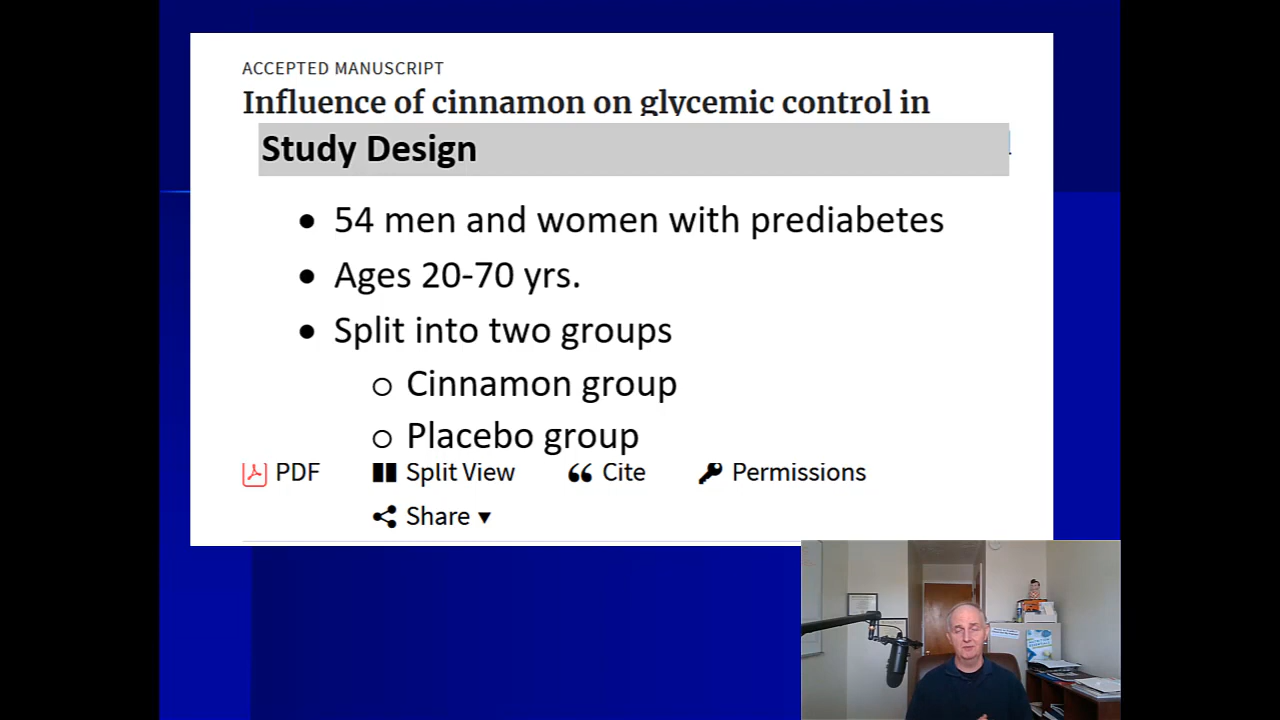 ACCEPTED MANUSCRIPT
Influence of cinnamon on glycemic control in
Study Design
• 54 men and women with prediabetes
• Ages 20-70 yrs.
• Split into two groups
o Cinnamon group
o Placebo group
PDF Split View Cite Permissions
Share ▾